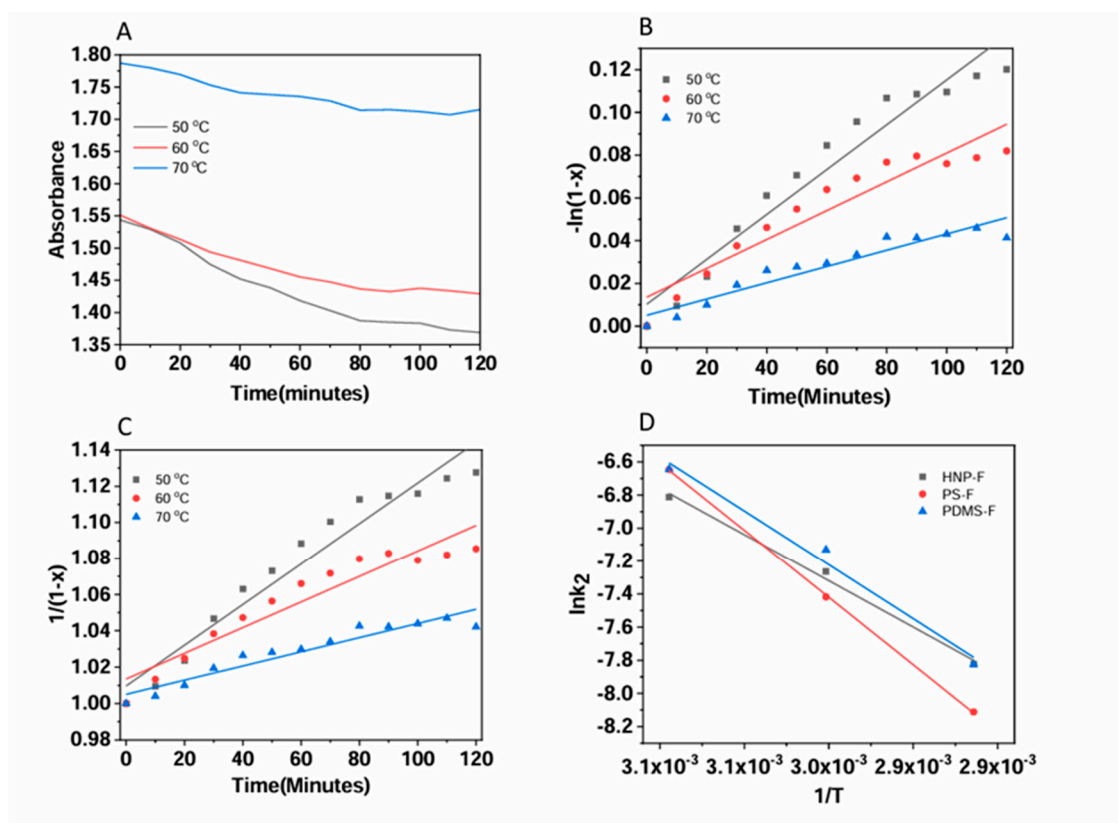 A
1.80
1.75
1.70
1.65
1.60
1.55
1.50
1.45
1.40
1.35
Absorbance
50 °C
60 °C
70 °C
0 20 40 60 80 100 120
Time(minutes)
B
0.12
0.10
0.08
0.06
0.04
0.02
0.00
-ln(1-x)
50 °C
60 °C
70 °C
0 20 40 60 80 100 120
Time(Minutes)
C
1.14
1.12
1.10
1.08
1.06
1.04
1.02
1.00
0.98
1/(1-x)
50 °C
60 °C
70 °C
0 20 40 60 80 100 120
Time(Minutes)
D
-6.6
-6.8
-7.0
-7.2
-7.4
-7.6
-7.8
-8.0
-8.2
lnk₂
HNP-F
PS-F
PDMS-F
3.1x10⁻³ 3.1x10⁻³ 3.0x10⁻³ 2.9x10⁻³ 2.9x10⁻³
1/T